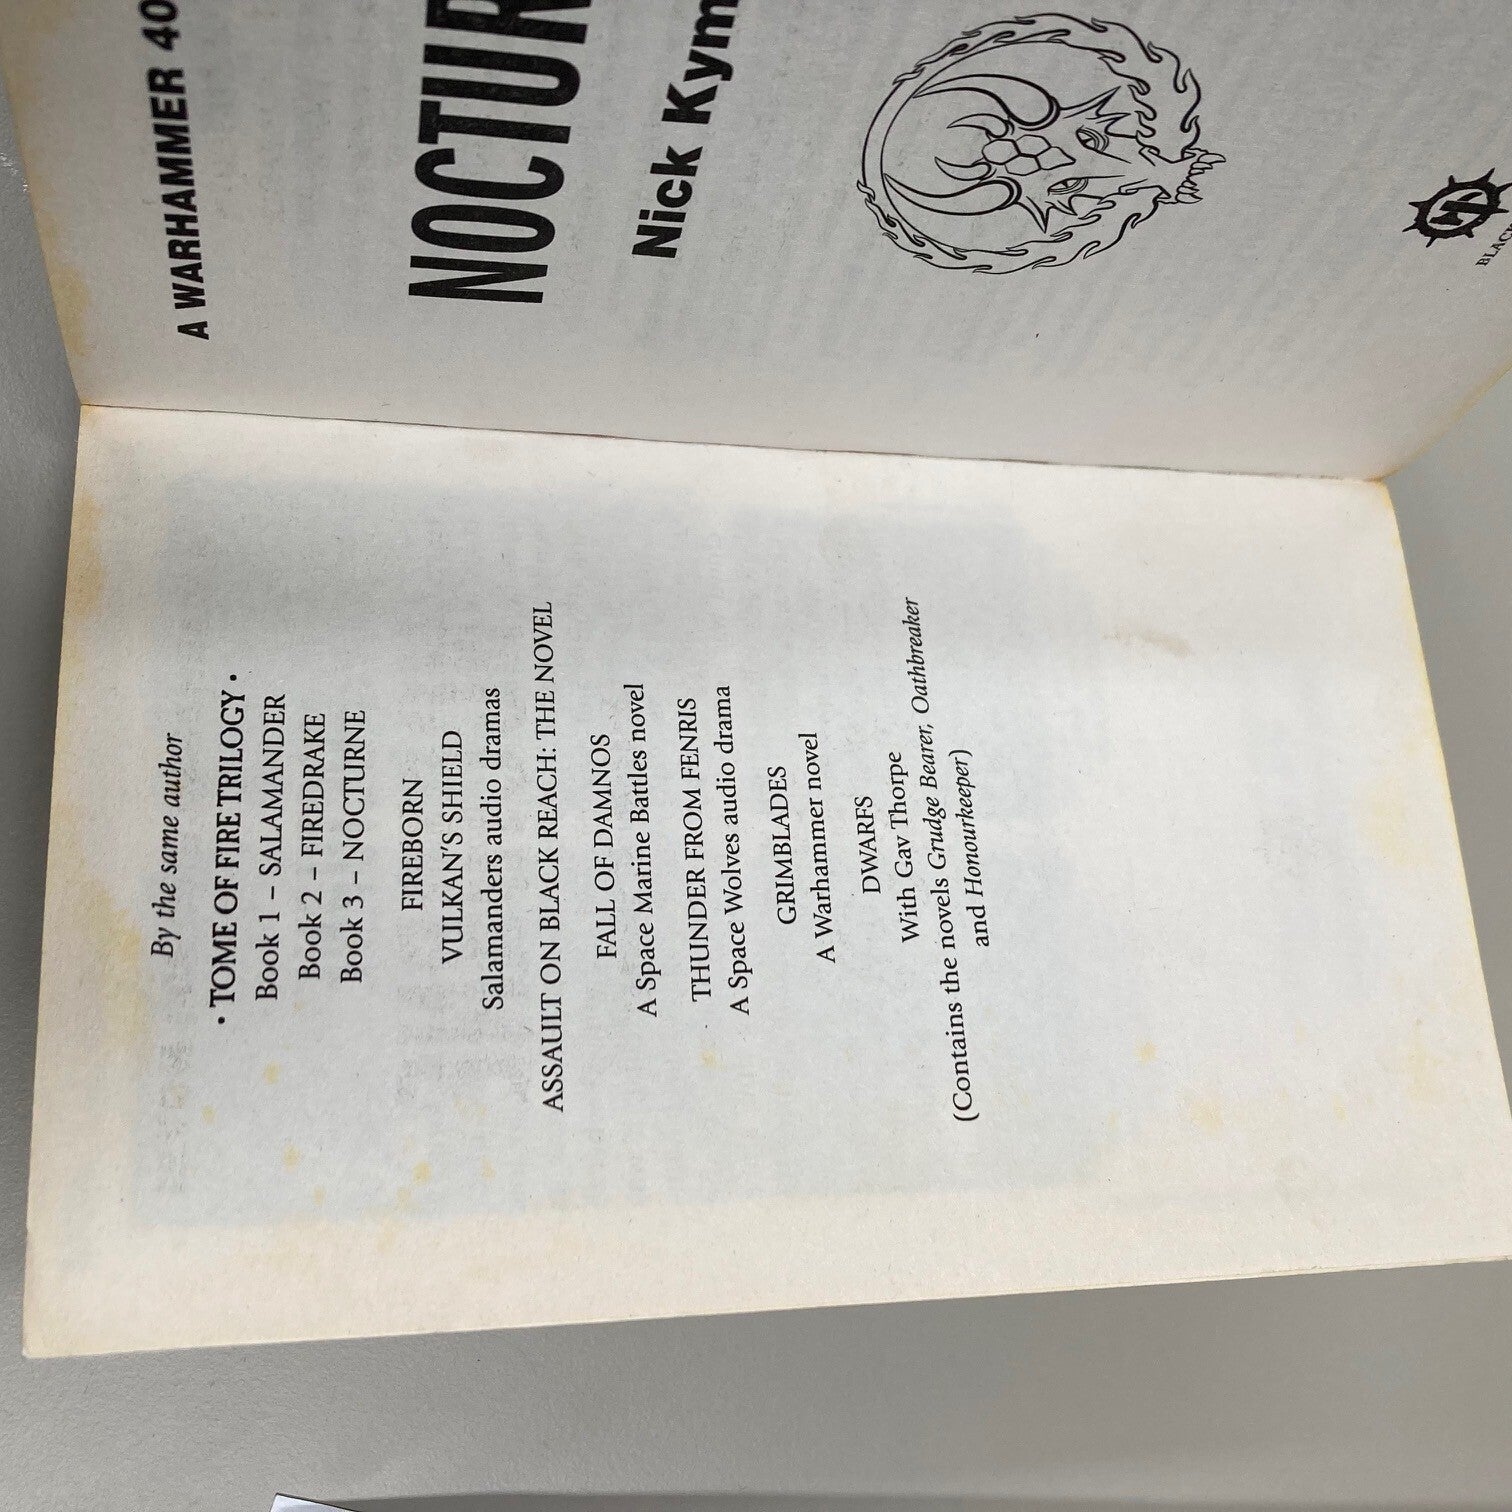 By the same author
• TOME OF FIRE TRILOGY •
Book 1 – SALAMANDER
Book 2 – FIREDRAKE
Book 3 – NOCTURNE
FIREBORN
VULKAN'S SHIELD
Salamanders audio dramas
ASSAULT ON BLACK REACH: THE NOVEL
FALL OF DAMNOS
A Space Marine Battles novel
THUNDER FROM FENRIS
A Space Wolves audio drama
GRIMBLADES
A Warhammer novel
DWARFS
With Gav Thorpe
(Contains the novels Grudge Bearer, Oathbreaker
and Honourkeeper)
A WARHAMMER 40
NOCTUR
Nick Kym
BLAC